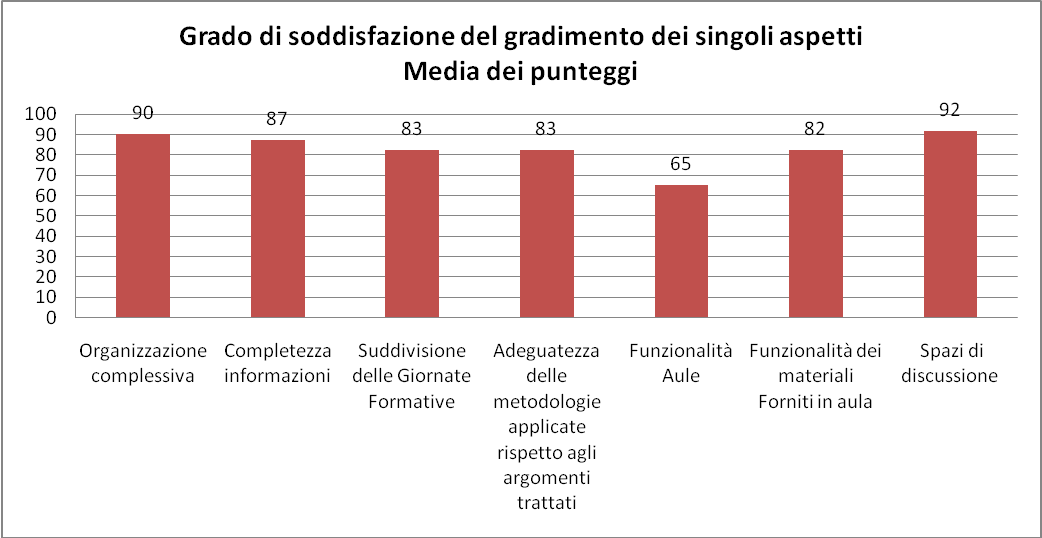 Grado di soddisfazione del gradimento dei singoli aspetti
Media dei punteggi
100
90
80
70
60
50
40
30
20
10
0
90
87
83
83
65
82
92
Organizzazione
complessiva
Completezza
informazioni
Suddivisione
delle Giornate
Formative
Adeguatezza
delle
metodologie
applicate
rispetto agli
argomenti
trattati
Funzionalità
Aule
Funzionalità dei
materiali
Forniti in aula
Spazi di
discussione